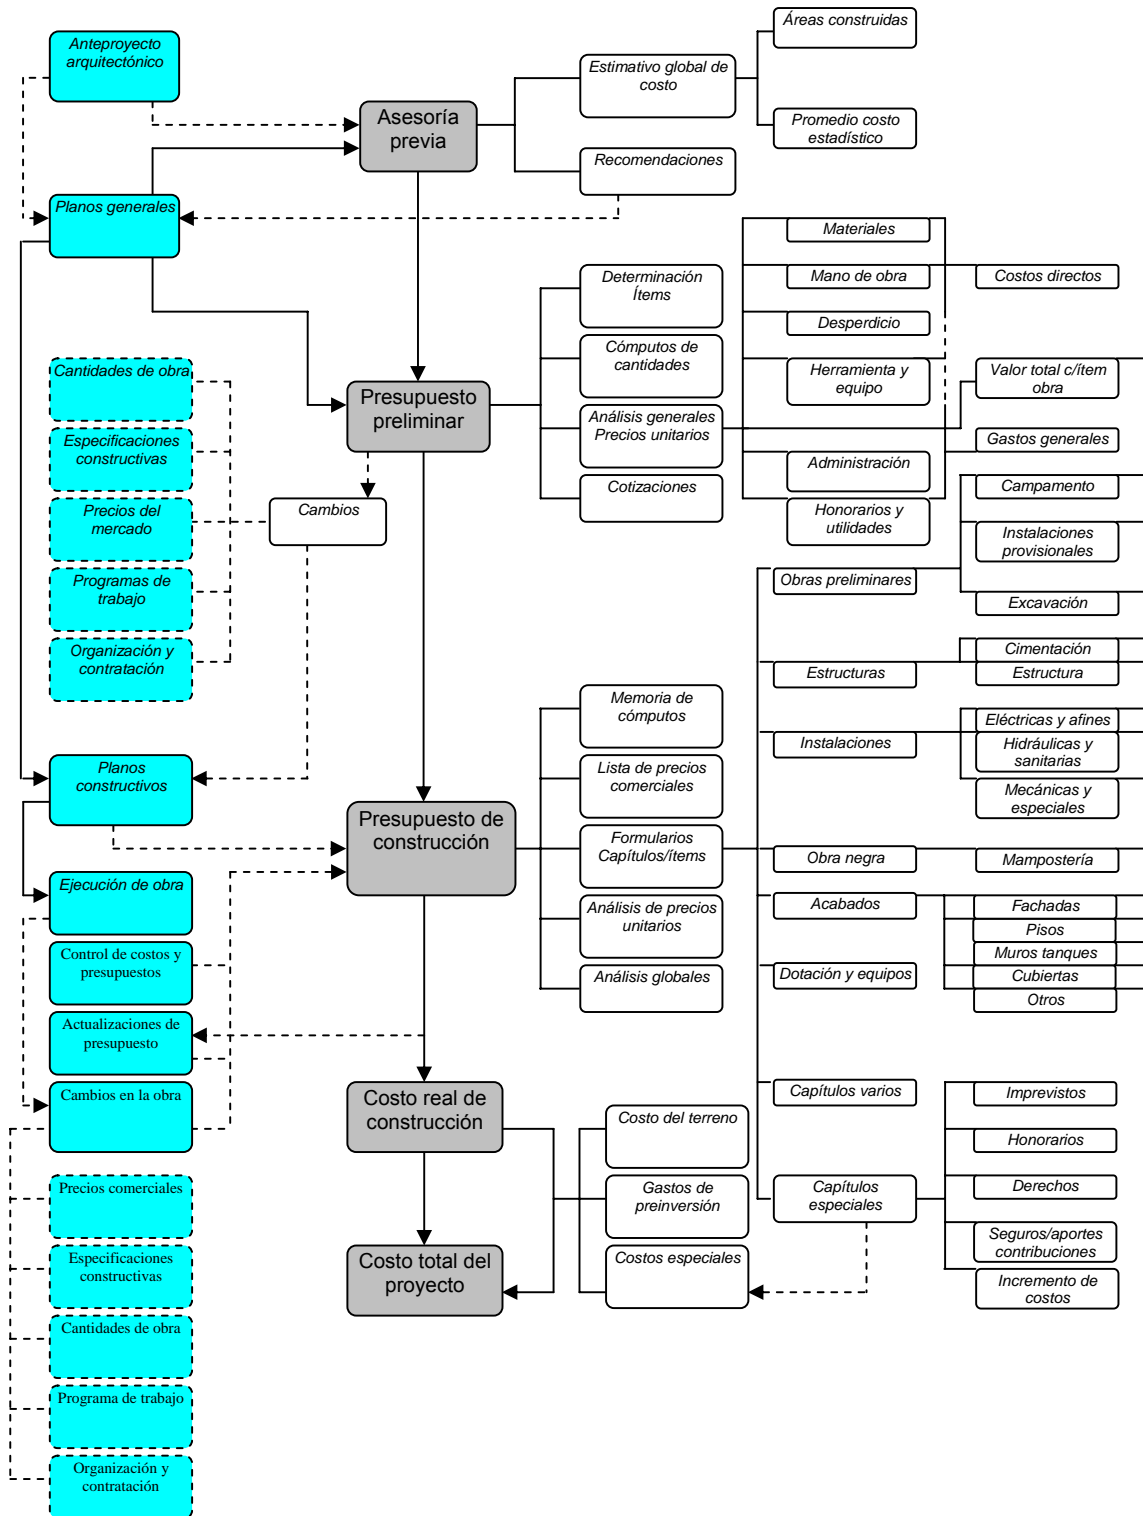 Anteproyecto
arquitectónico
Áreas construidas
Estimativo global de
costo
Asesoría
previa
Promedio costo
estadístico
Recomendaciones
Planos generales
Materiales
Determinación
Ítems
Mano de obra
Costos directos
Desperdicio
Cómputos de
cantidades
Cantidades de obra
Herramienta y
equipo
Valor total c/ítem
obra
Presupuesto
preliminar
Análisis generales
Precios unitarios
Especificaciones
constructivas
Gastos generales
Administración
Cotizaciones
Campamento
Precios del
mercado
Cambios
Honorarios y
utilidades
Instalaciones
provisionales
Programas de
trabajo
Obras preliminares
Excavación
Organización y
contratación
Cimentación
Estructuras
Estructura
Memoria de
cómputos
Eléctricas y afines
Instalaciones
Hidráulicas y
sanitarias
Planos
constructivos
Lista de precios
comerciales
Mecánicas y
especiales
Presupuesto de
construcción
Formularios
Capítulos/ítems
Obra negra
Mampostería
Ejecución de obra
Acabados
Fachadas
Análisis de precios
unitarios
Pisos
Control de costos y
presupuestos
Muros tanques
Análisis globales
Dotación y equipos
Cubiertas
Otros
Actualizaciones de
presupuesto
Cambios en la obra
Costo real de
construcción
Capítulos varios
Imprevistos
Costo del terreno
Honorarios
Precios comerciales
Gastos de
preinversión
Capítulos
especiales
Derechos
Seguros/aportes
contribuciones
Especificaciones
constructivas
Costo total del
proyecto
Costos especiales
Incremento de
costos
Cantidades de obra
Programa de trabajo
Organización y
contratación